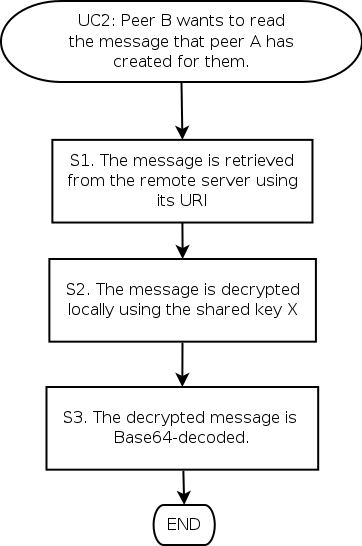 UC2: Peer B wants to read
the message that peer A has
created for them.
S1. The message is retrieved
from the remote server using
its URI
S2. The message is decrypted
locally using the shared key X
S3. The decrypted message is
Base64-decoded.
END